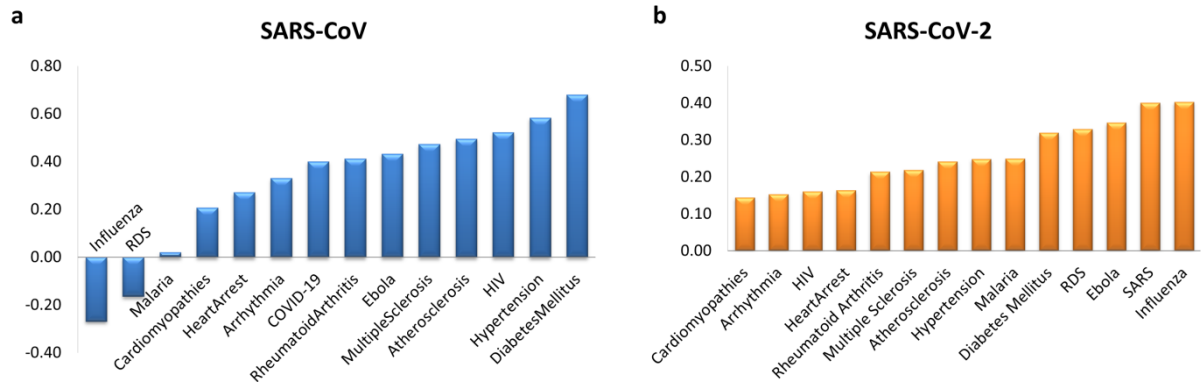 a
SARS-CoV
0.80
0.60
0.40
0.20
0.00
-0.20
-0.40
Influenza
RDS
Malaria
Cardiomyopathies
HeartArrest
Arrhythmia
COVID-19
RheumatoidArthritis
Ebola
MultipleSclerosis
Atherosclerosis
HIV
Hypertension
DiabetesMellitus
b
SARS-CoV-2
0.50
0.40
0.30
0.20
0.10
0.00
Cardiomyopathies
Arrhythmia
HIV
HeartArrest
Rheumatoid Arthritis
Multiple Sclerosis
Atherosclerosis
Hypertension
Malaria
Diabetes Mellitus
RDS
Ebola
SARS
Influenza